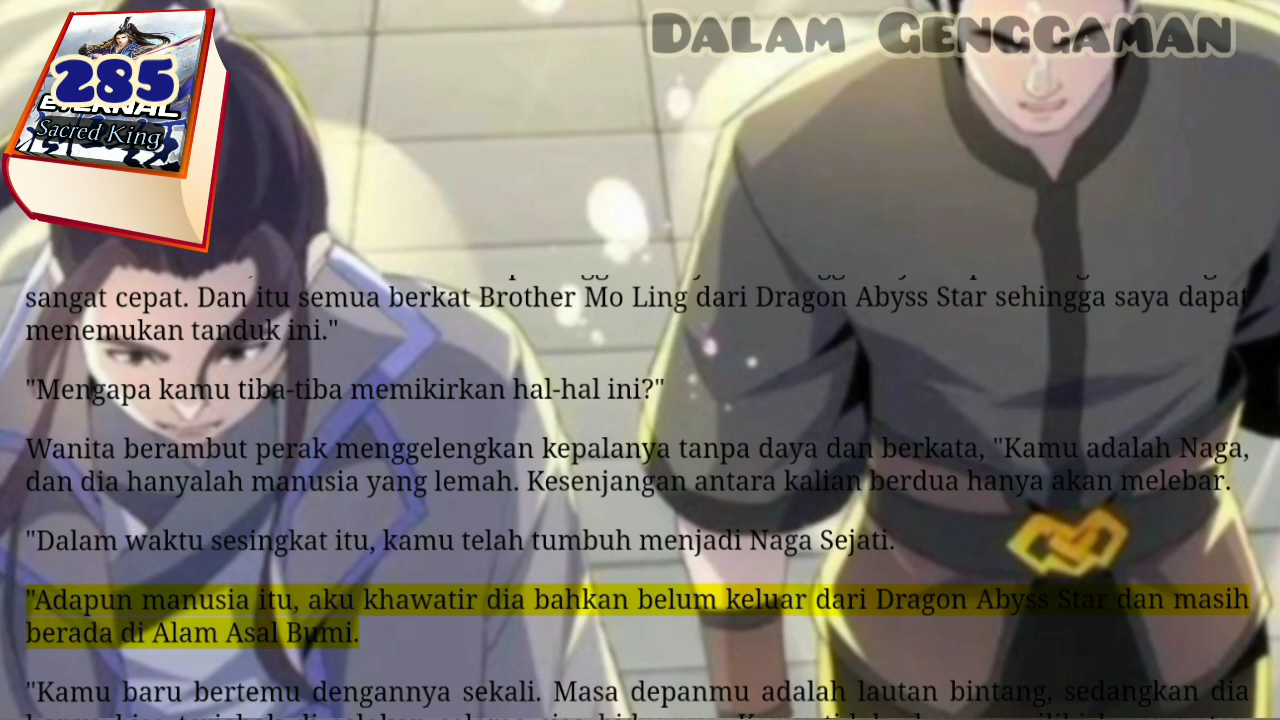 Dalam Genggaman
285
ETERNAL
Sacred King
sangat cepat. Dan itu semua berkat Brother Mo Ling dari Dragon Abyss Star sehingga saya dapat
menemukan tanduk ini."
"Mengapa kamu tiba-tiba memikirkan hal-hal ini?"
Wanita berambut perak menggelengkan kepalanya tanpa daya dan berkata, "Kamu adalah Naga,
dan dia hanyalah manusia yang lemah. Kesenjangan antara kalian berdua hanya akan melebar.
"Dalam waktu sesingkat itu, kamu telah tumbuh menjadi Naga Sejati.
"Adapun manusia itu, aku khawatir dia bahkan belum keluar dari Dragon Abyss Star dan masih
berada di Alam Asal Bumi.
"Kamu baru bertemu dengannya sekali. Masa depanmu adalah lautan bintang, sedangkan dia